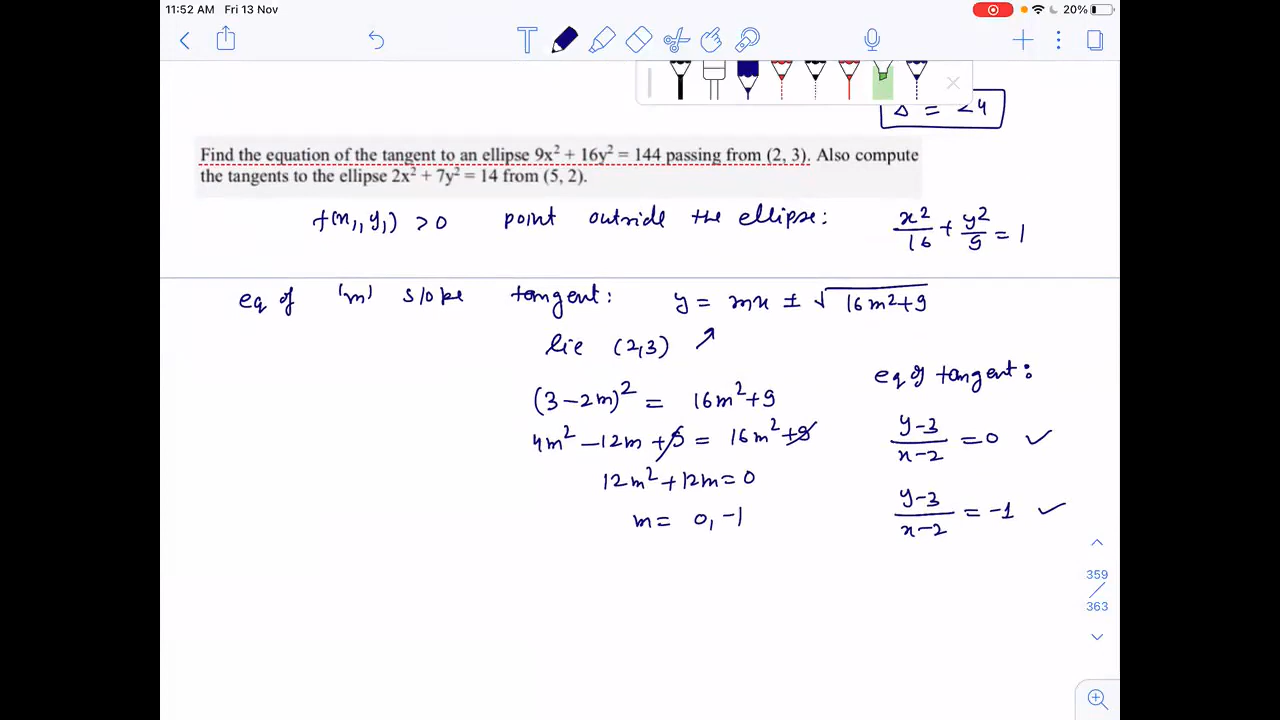 11:52 AM Fri 13 Nov 20%
Δ = 24
Find the equation of the tangent to an ellipse 9x² + 16y² = 144 passing from (2, 3). Also compute
the tangents to the ellipse 2x² + 7y² = 14 from (5, 2).
f(x₁, y₁) > 0 point outside the ellipse: x²/16 + y²/9 = 1
eq of 'm' slope tangent: y = mx ± √(16m²+9)
lie (2,3) ↗
eq of tangent:
(3 − 2m)² = 16m²+9
4m² − 12m + 9 = 16m² + 9
y−3/x−2 = 0 ✓
12m² + 12m = 0
m = 0, −1
y−3/x−2 = −1 ✓
359
/
363